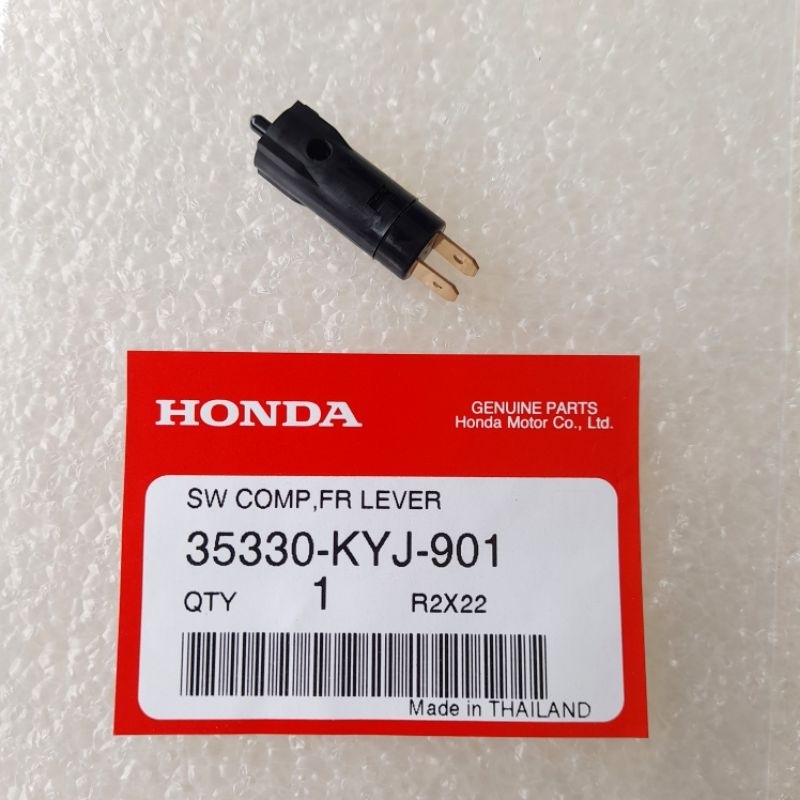 HONDA
GENUINE PARTS
Honda Motor Co., Ltd.
SW COMP,FR LEVER
35330-KYJ-901
QTY 1 R2X22
Made in THAILAND